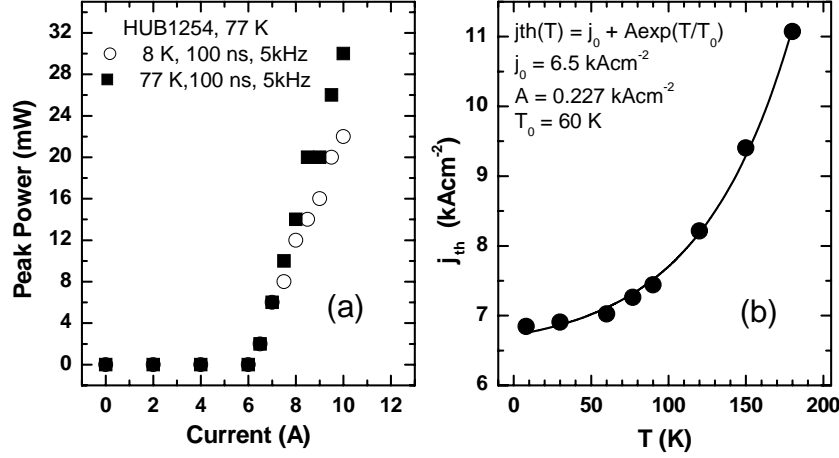 HUB1254, 77 K
8 K, 100 ns, 5kHz
77 K,100 ns, 5kHz
(a)
32
28
24
20
16
12
8
4
0
Peak Power (mW)
0 2 4 6 8 10 12
Current (A)
jth(T) = j₀ + Aexp(T/T₀)
j₀ = 6.5 kAcm⁻²
A = 0.227 kAcm⁻²
T₀ = 60 K
(b)
11
10
9
8
7
6
j_th (kAcm⁻²)
0 50 100 150 200
T (K)